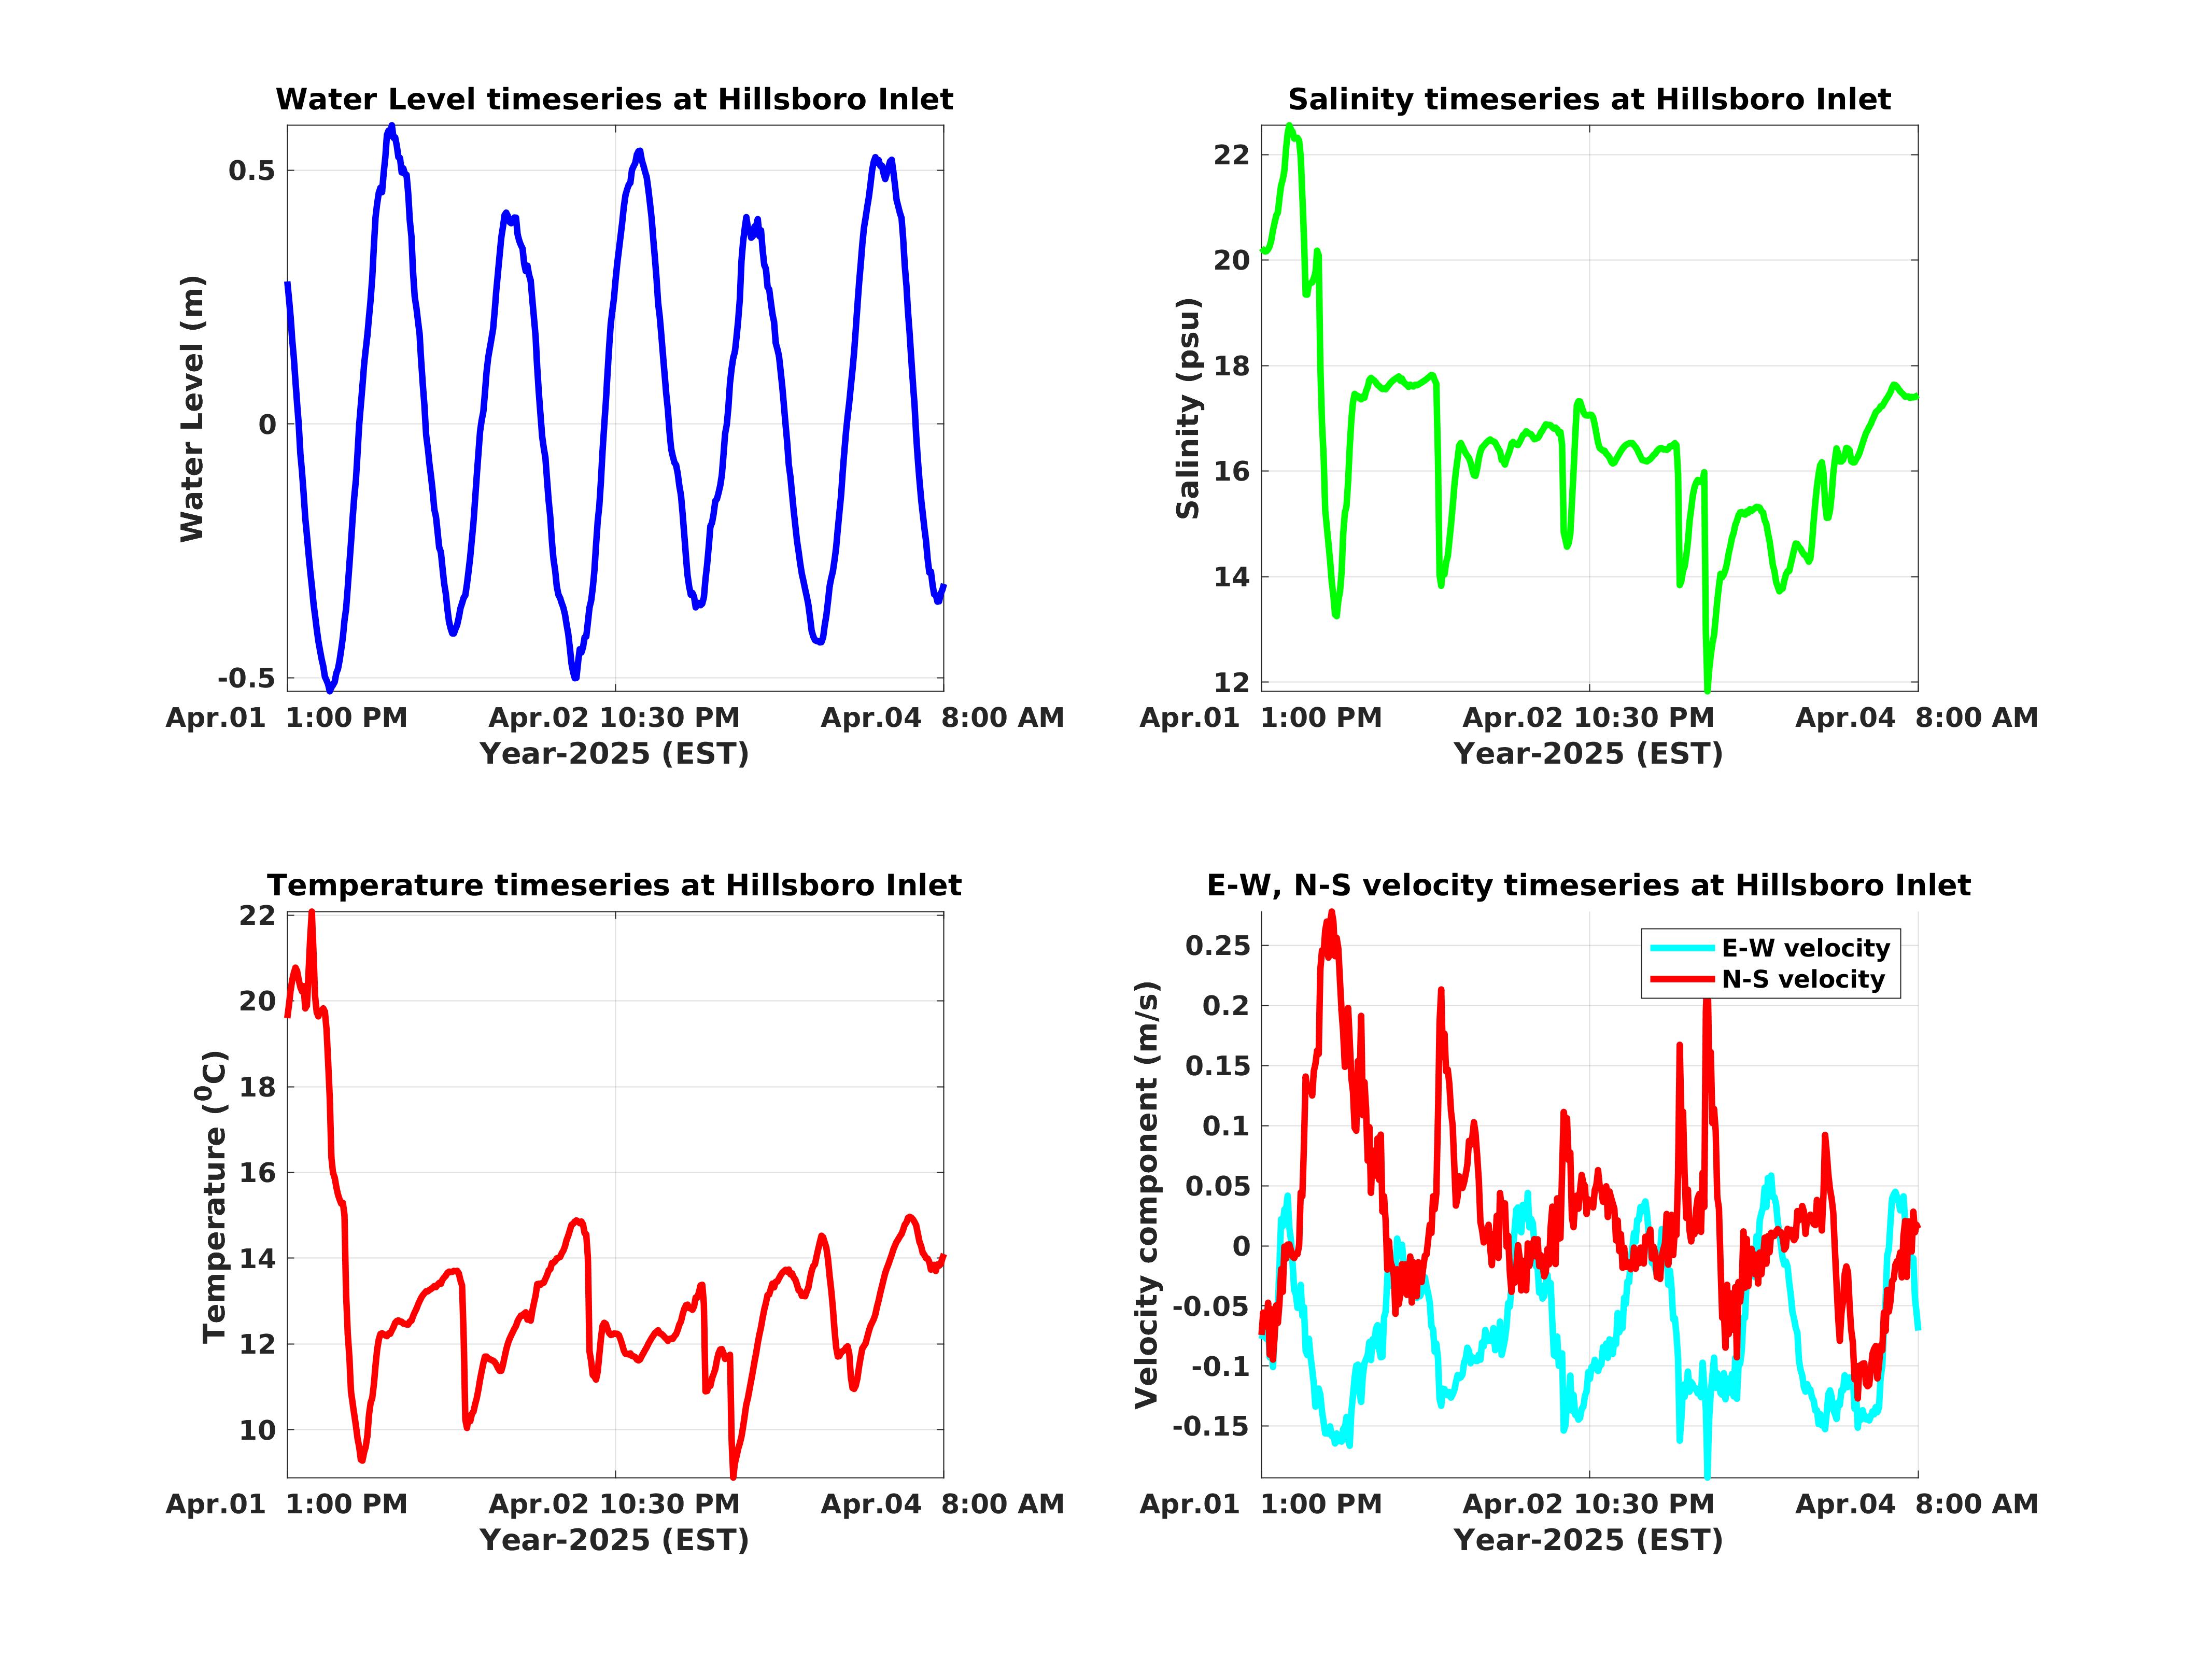 Water Level timeseries at Hillsboro Inlet
Water Level (m)
0.5
0
-0.5
Apr.01  1:00 PM
Apr.02 10:30 PM
Apr.04  8:00 AM
Year-2025 (EST)
Salinity timeseries at Hillsboro Inlet
Salinity (psu)
22
20
18
16
14
12
Apr.01  1:00 PM
Apr.02 10:30 PM
Apr.04  8:00 AM
Year-2025 (EST)
Temperature timeseries at Hillsboro Inlet
Temperature (⁰C)
22
20
18
16
14
12
10
Apr.01  1:00 PM
Apr.02 10:30 PM
Apr.04  8:00 AM
Year-2025 (EST)
E-W, N-S velocity timeseries at Hillsboro Inlet
Velocity component (m/s)
0.25
0.2
0.15
0.1
0.05
0
-0.05
-0.1
-0.15
E-W velocity
N-S velocity
Apr.01  1:00 PM
Apr.02 10:30 PM
Apr.04  8:00 AM
Year-2025 (EST)